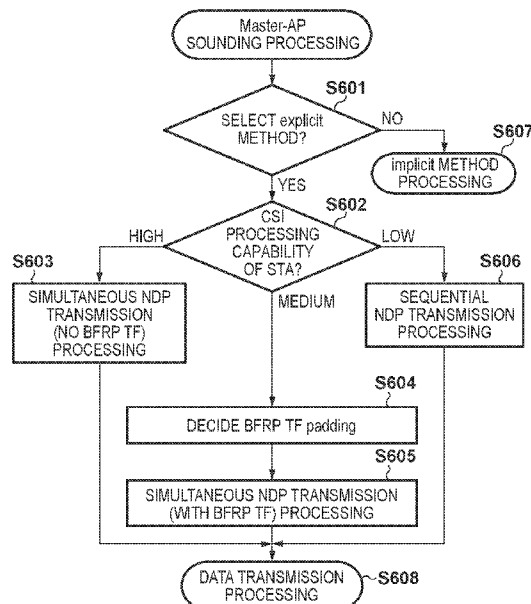 Master-AP
SOUNDING PROCESSING
S601
SELECT explicit
METHOD?
NO
S607
implicit METHOD
PROCESSING
YES
S602
HIGH
CSI
PROCESSING
CAPABILITY
OF STA?
LOW
S603
SIMULTANEOUS NDP
TRANSMISSION
(NO BFRP TF)
PROCESSING
MEDIUM
S606
SEQUENTIAL
NDP TRANSMISSION
PROCESSING
S604
DECIDE BFRP TF padding
S605
SIMULTANEOUS NDP TRANSMISSION
(WITH BFRP TF) PROCESSING
DATA TRANSMISSION
PROCESSING
S608